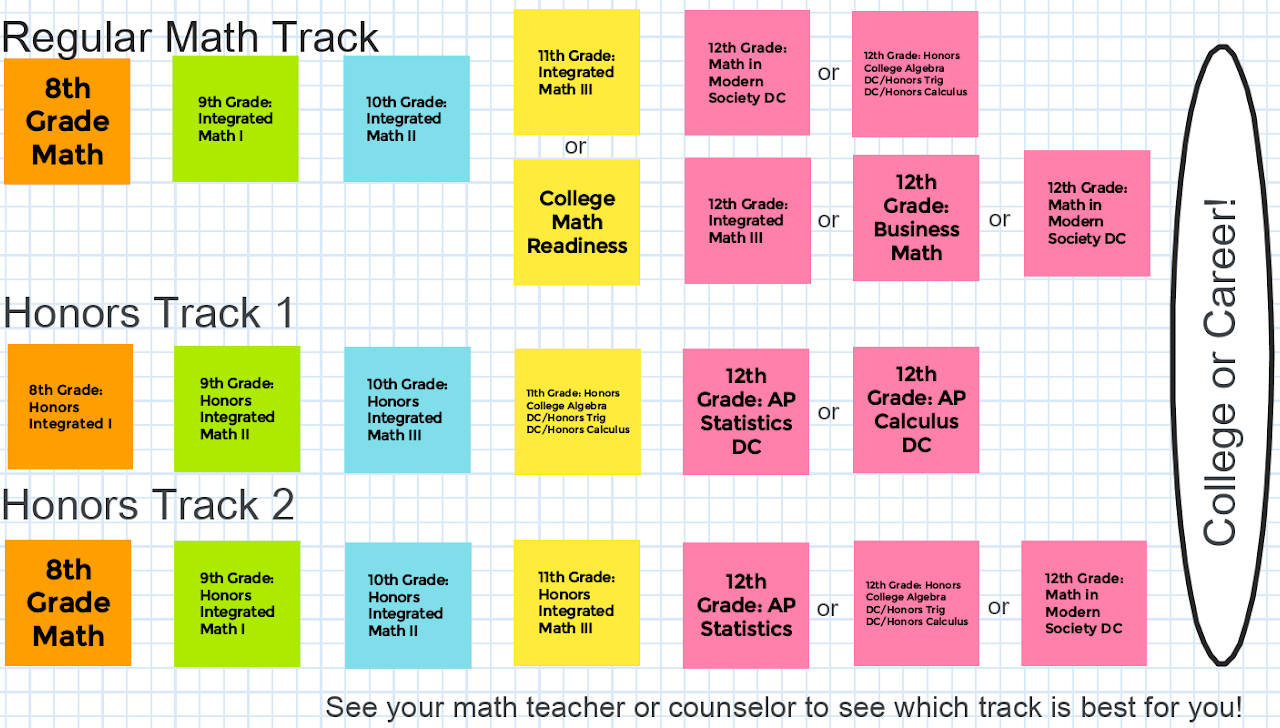 Regular Math Track
8th
Grade
Math
9th Grade:
Integrated
Math I
10th Grade:
Integrated
Math II
11th Grade:
Integrated
Math III
or
College
Math
Readiness
12th Grade:
Math in
Modern
Society DC
or
12th Grade: Honors
College Algebra
DC/Honors Trig
DC/Honors Calculus
12th Grade:
Integrated
Math III
or
12th
Grade:
Business
Math
or
12th Grade:
Math in
Modern
Society DC
Honors Track 1
8th Grade:
Honors
Integrated I
9th Grade:
Honors
Integrated
Math II
10th Grade:
Honors
Integrated
Math III
11th Grade: Honors
College Algebra
DC/Honors Trig
DC/Honors Calculus
12th
Grade: AP
Statistics
DC
or
12th
Grade: AP
Calculus
DC
Honors Track 2
8th
Grade
Math
9th Grade:
Honors
Integrated
Math I
10th Grade:
Honors
Integrated
Math II
11th Grade:
Honors
Integrated
Math III
12th
Grade: AP
Statistics
or
12th Grade: Honors
College Algebra
DC/Honors Trig
DC/Honors Calculus
or
12th Grade:
Math in
Modern
Society DC
College or Career!
See your math teacher or counselor to see which track is best for you!